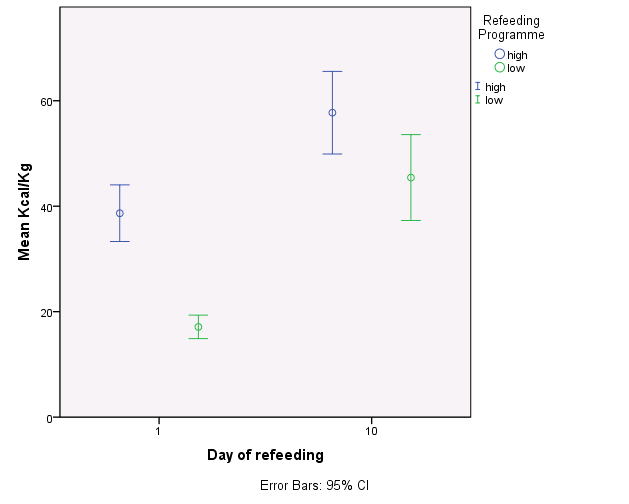 Refeeding
Programme
high
low
high
low
Mean Kcal/Kg
60
40
20
0
1
10
Day of refeeding
Error Bars: 95% CI